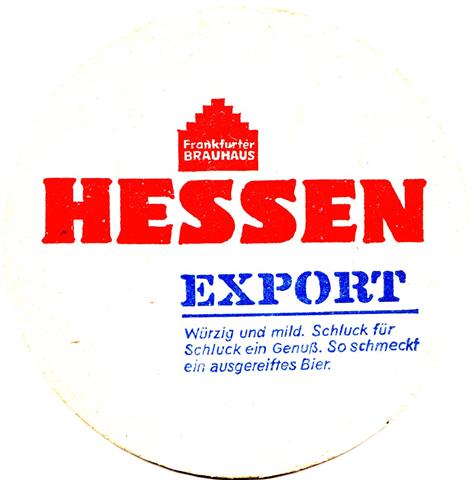 Frankfurter
BRAUHAUS
HESSEN
EXPORT
Würzig und mild. Schluck für
Schluck ein Genuß. So schmeckt
ein ausgereiftes Bier.